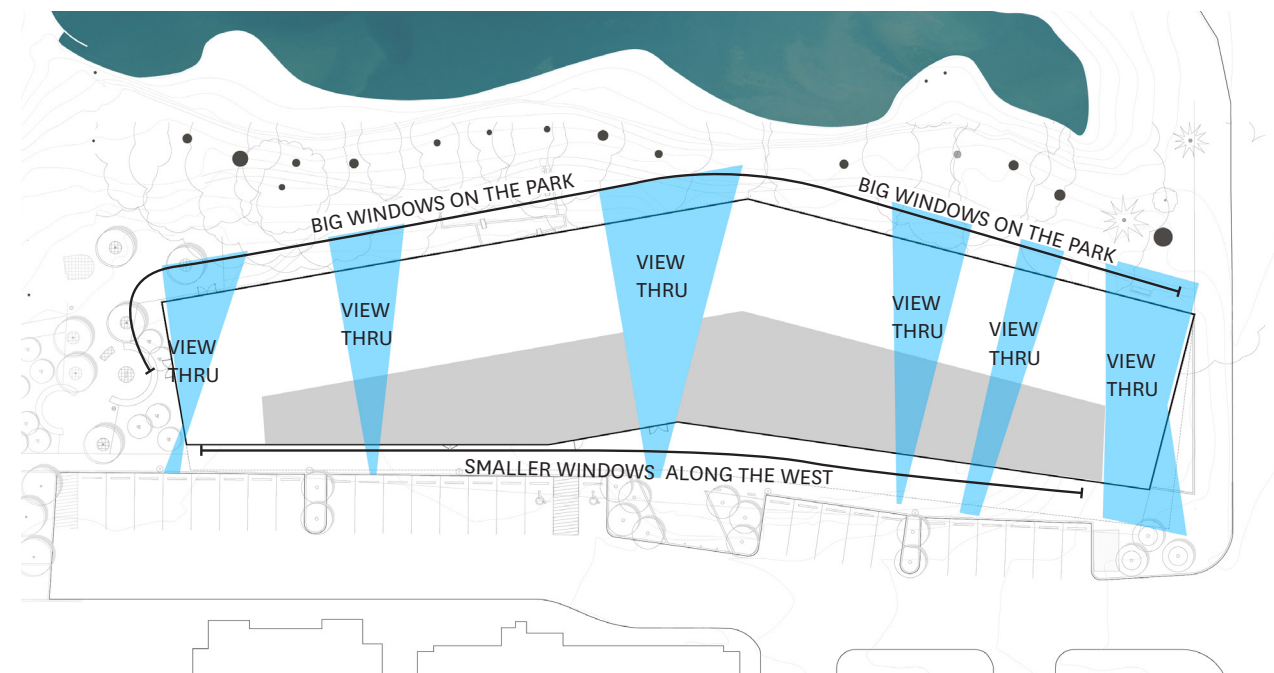 BIG WINDOWS ON THE PARK
BIG WINDOWS ON THE PARK
VIEW
THRU
VIEW
THRU
VIEW
THRU
VIEW
THRU
VIEW
THRU
VIEW
THRU
SMALLER WINDOWS ALONG THE WEST